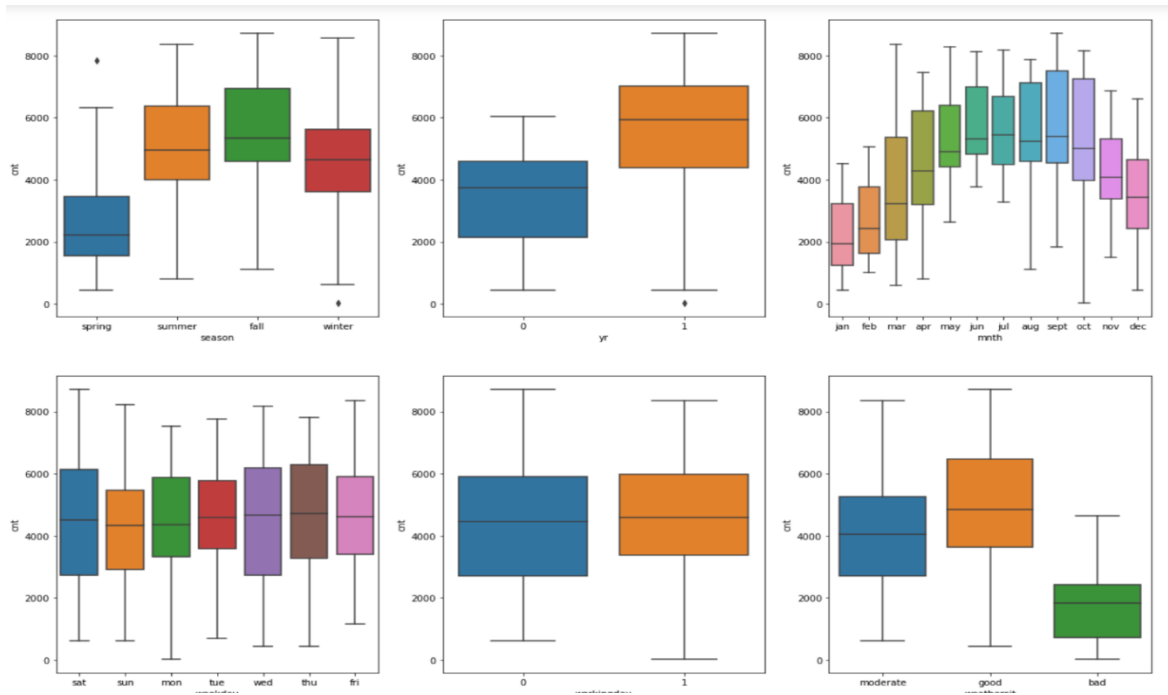 8000
6000
4000
2000
0
cnt
spring summer fall winter
season
8000
6000
4000
2000
0
cnt
0 1
yr
8000
6000
4000
2000
0
cnt
jan feb mar apr may jun jul aug sept oct nov dec
mnth
8000
6000
4000
2000
0
cnt
sat sun mon tue wed thu fri
weekday
8000
6000
4000
2000
0
cnt
0 1
workingday
8000
6000
4000
2000
0
cnt
moderate good bad
weathersit